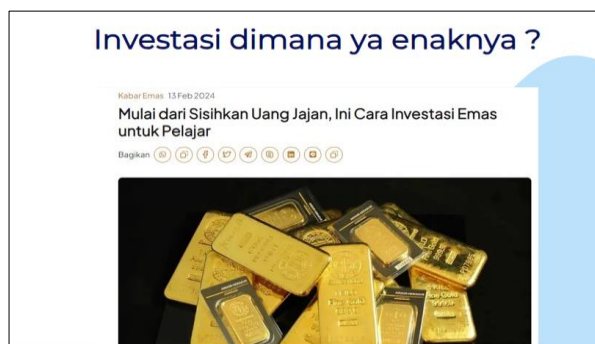 Investasi dimana ya enaknya ?
Kabar Emas 13 Feb 2024
Mulai dari Sisihkan Uang Jajan, Ini Cara Investasi Emas
untuk Pelajar
Bagikan